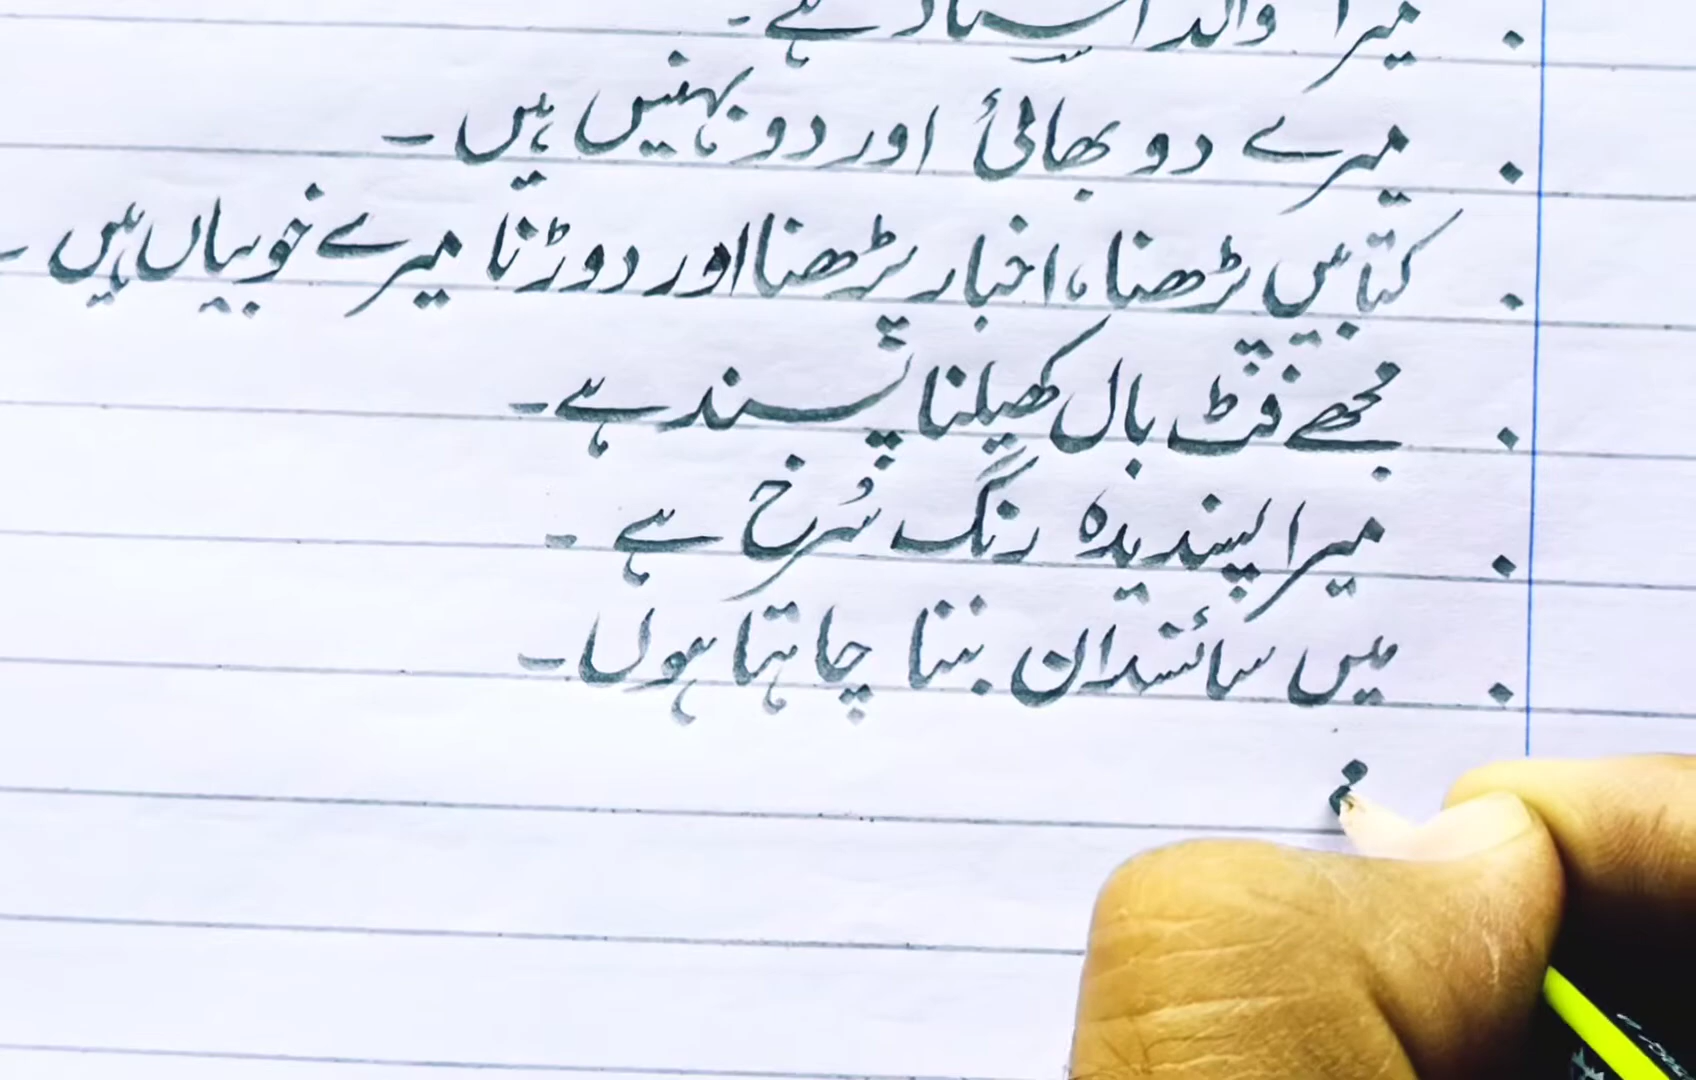 میرا والد استاد ہے۔
میرے دو بھائی اور دو بہنیں ہیں۔
کتابیں پڑھنا، اخبار پڑھنا اور دوڑنا میرے خوبیاں ہیں۔
مجھے فٹ بال کھیلنا پسند ہے۔
میرا پسندیدہ رنگ سُرخ ہے۔
میں سائنسدان بننا چاہتا ہوں۔